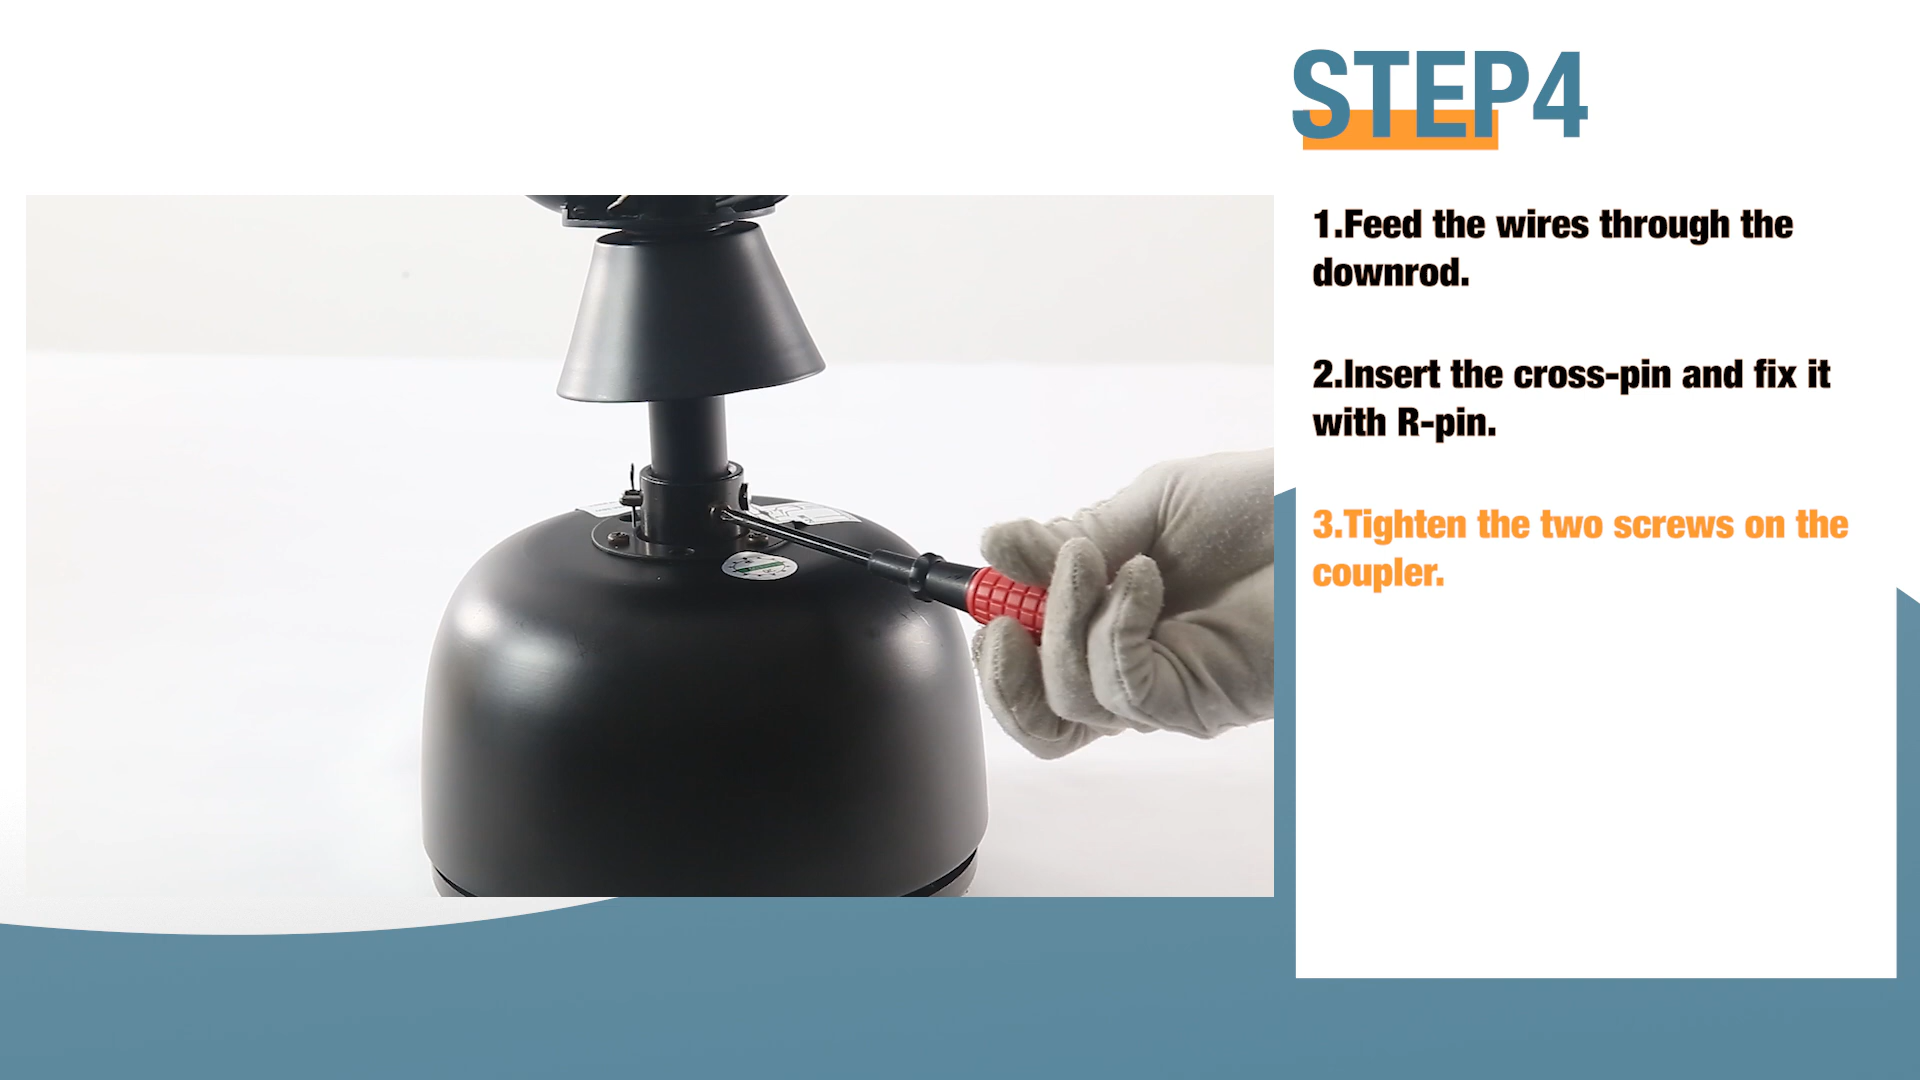 STEP4
1.Feed the wires through the
downrod.
2.Insert the cross-pin and fix it
with R-pin.
3.Tighten the two screws on the
coupler.